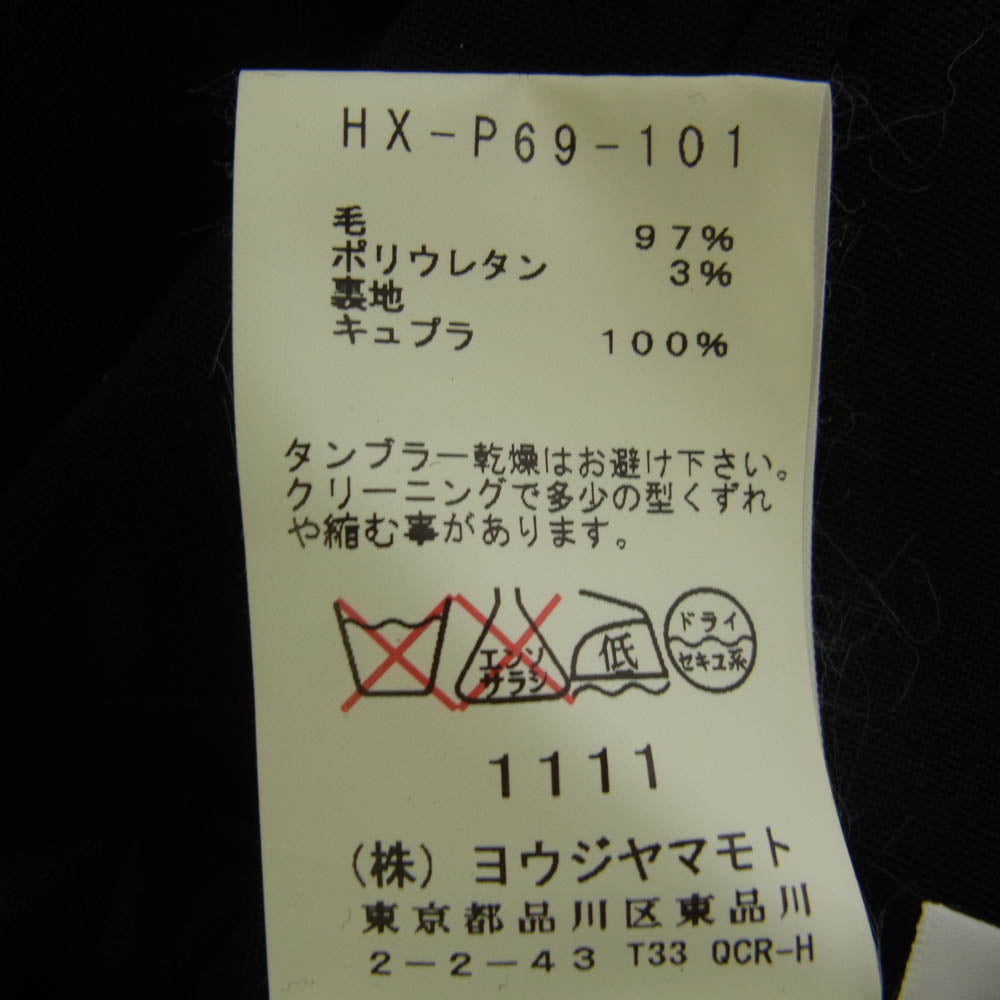 HX-P69-101
毛 97%
ポリウレタン 3%
裏地
キュプラ 100%
タンブラー乾燥はお避け下さい。
クリーニングで多少の型くずれ
や縮む事があります。
エンソ
サラシ
低
ドライ
セキユ系
1111
(株)ヨウジヤマモト
東京都品川区東品川
2-2-43 T33 QCR-H